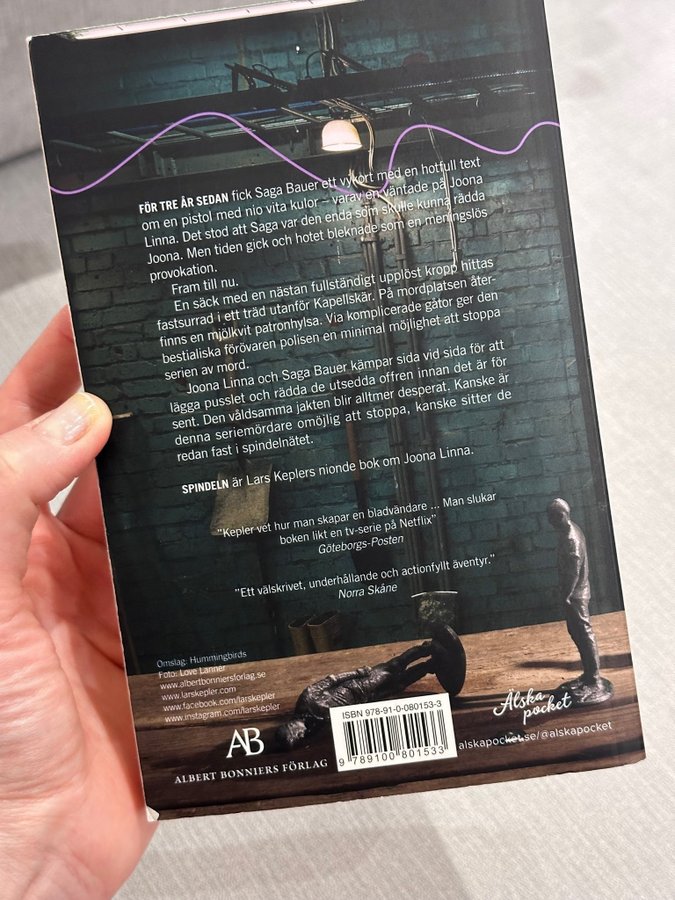 FÖR TRE ÅR SEDAN fick Saga Bauer ett vykort med en hotfull text
om en pistol med nio vita kulor – varav en väntade på Joona
Linna. Det stod att Saga var den enda som skulle kunna rädda
Joona. Men tiden gick och hotet bleknade som en meningslös
provokation.
Fram till nu.
En säck med en nästan fullständigt upplöst kropp hittas
fastsurrad i ett träd utanför Kapellskär. På mordplatsen åter-
finns en mjölkvit patronhylsa. Via komplicerade gåtor ger den
bestialiska förövaren polisen en minimal möjlighet att stoppa
serien av mord.
Joona Linna och Saga Bauer kämpar sida vid sida för att
lägga pusslet och rädda de utsedda offren innan det är för
sent. Den våldsamma jakten blir alltmer desperat. Kanske är
denna seriemördare omöjlig att stoppa, kanske sitter de
redan fast i spindelnätet.
SPINDELN är Lars Keplers nionde bok om Joona Linna.
”Kepler vet hur man skapar en bladvändare ... Man slukar
boken likt en tv-serie på Netflix”
Göteborgs-Posten
”Ett välskrivet, underhållande och actionfyllt äventyr.”
Norra Skåne
Omslag: Hummingbirds
Foto: Love Lannér
www.albertbonniersforlag.se
www.larskepler.com
www.facebook.com/larskepler
www.instagram.com/larskepler
AB
ALBERT BONNIERS FÖRLAG
ISBN 978-91-0-080153-3
9 789100 801533
Älska
pocket
alskapocket.se/@alskapocket